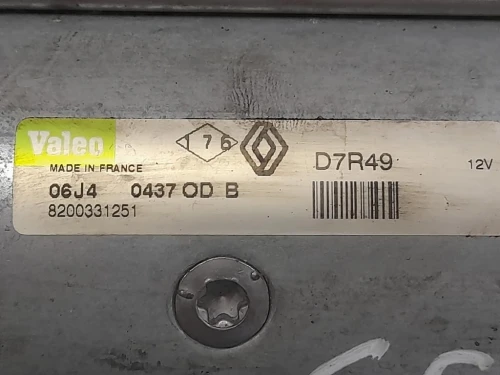 Valeo
176
D7R49
12V
MADE IN FRANCE
06J4 0437 OD B
8200331251